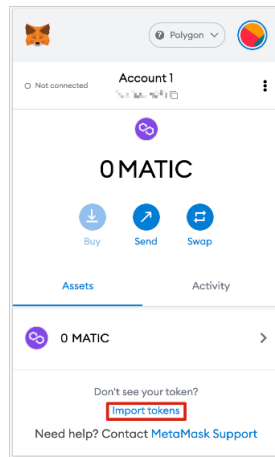 Polygon
Not connected
Account 1
0 MATIC
Buy
Send
Swap
Assets
Activity
0 MATIC
Don't see your token?
Import tokens
Need help? Contact MetaMask Support